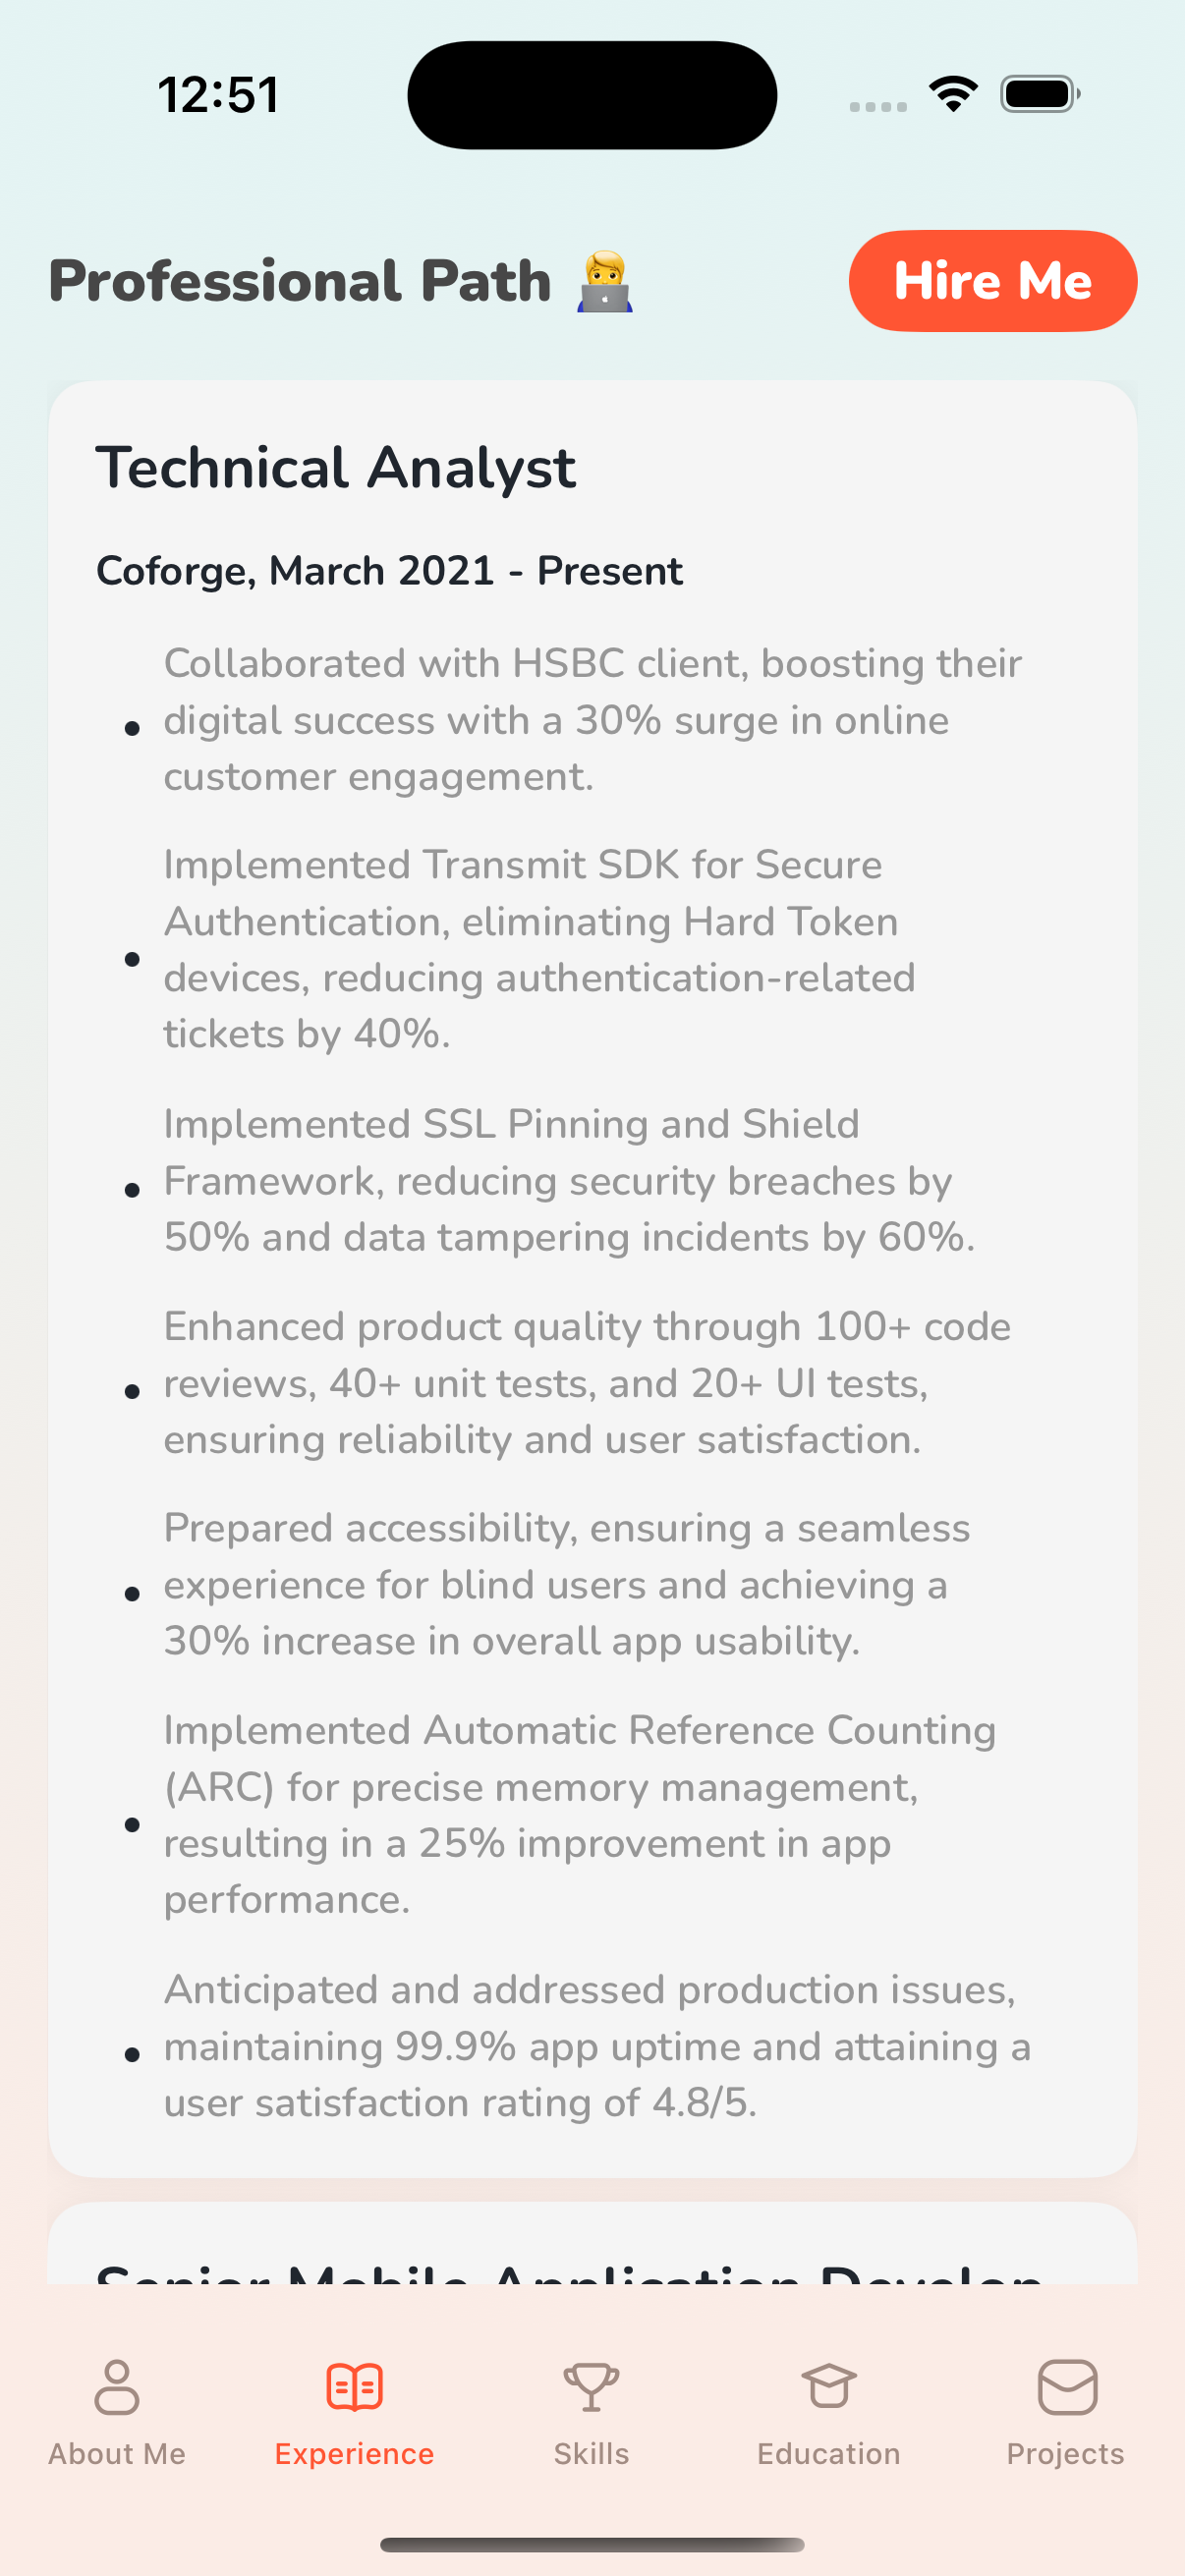 12:51
Professional Path
Hire Me
Technical Analyst
Coforge, March 2021 - Present
• Collaborated with HSBC client, boosting their
digital success with a 30% surge in online
customer engagement.
• Implemented Transmit SDK for Secure
Authentication, eliminating Hard Token
devices, reducing authentication-related
tickets by 40%.
• Implemented SSL Pinning and Shield
Framework, reducing security breaches by
50% and data tampering incidents by 60%.
• Enhanced product quality through 100+ code
reviews, 40+ unit tests, and 20+ UI tests,
ensuring reliability and user satisfaction.
• Prepared accessibility, ensuring a seamless
experience for blind users and achieving a
30% increase in overall app usability.
• Implemented Automatic Reference Counting
(ARC) for precise memory management,
resulting in a 25% improvement in app
performance.
• Anticipated and addressed production issues,
maintaining 99.9% app uptime and attaining a
user satisfaction rating of 4.8/5.
Senior Mobile Application Develop
About Me
Experience
Skills
Education
Projects